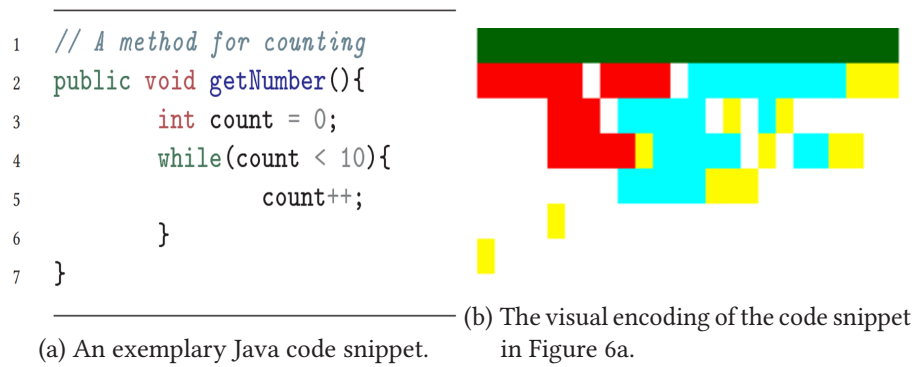 1 // A method for counting
2 public void getNumber(){
3 int count = 0;
4 while(count < 10){
5 count++;
6 }
7 }
(a) An exemplary Java code snippet.
(b) The visual encoding of the code snippet
in Figure 6a.